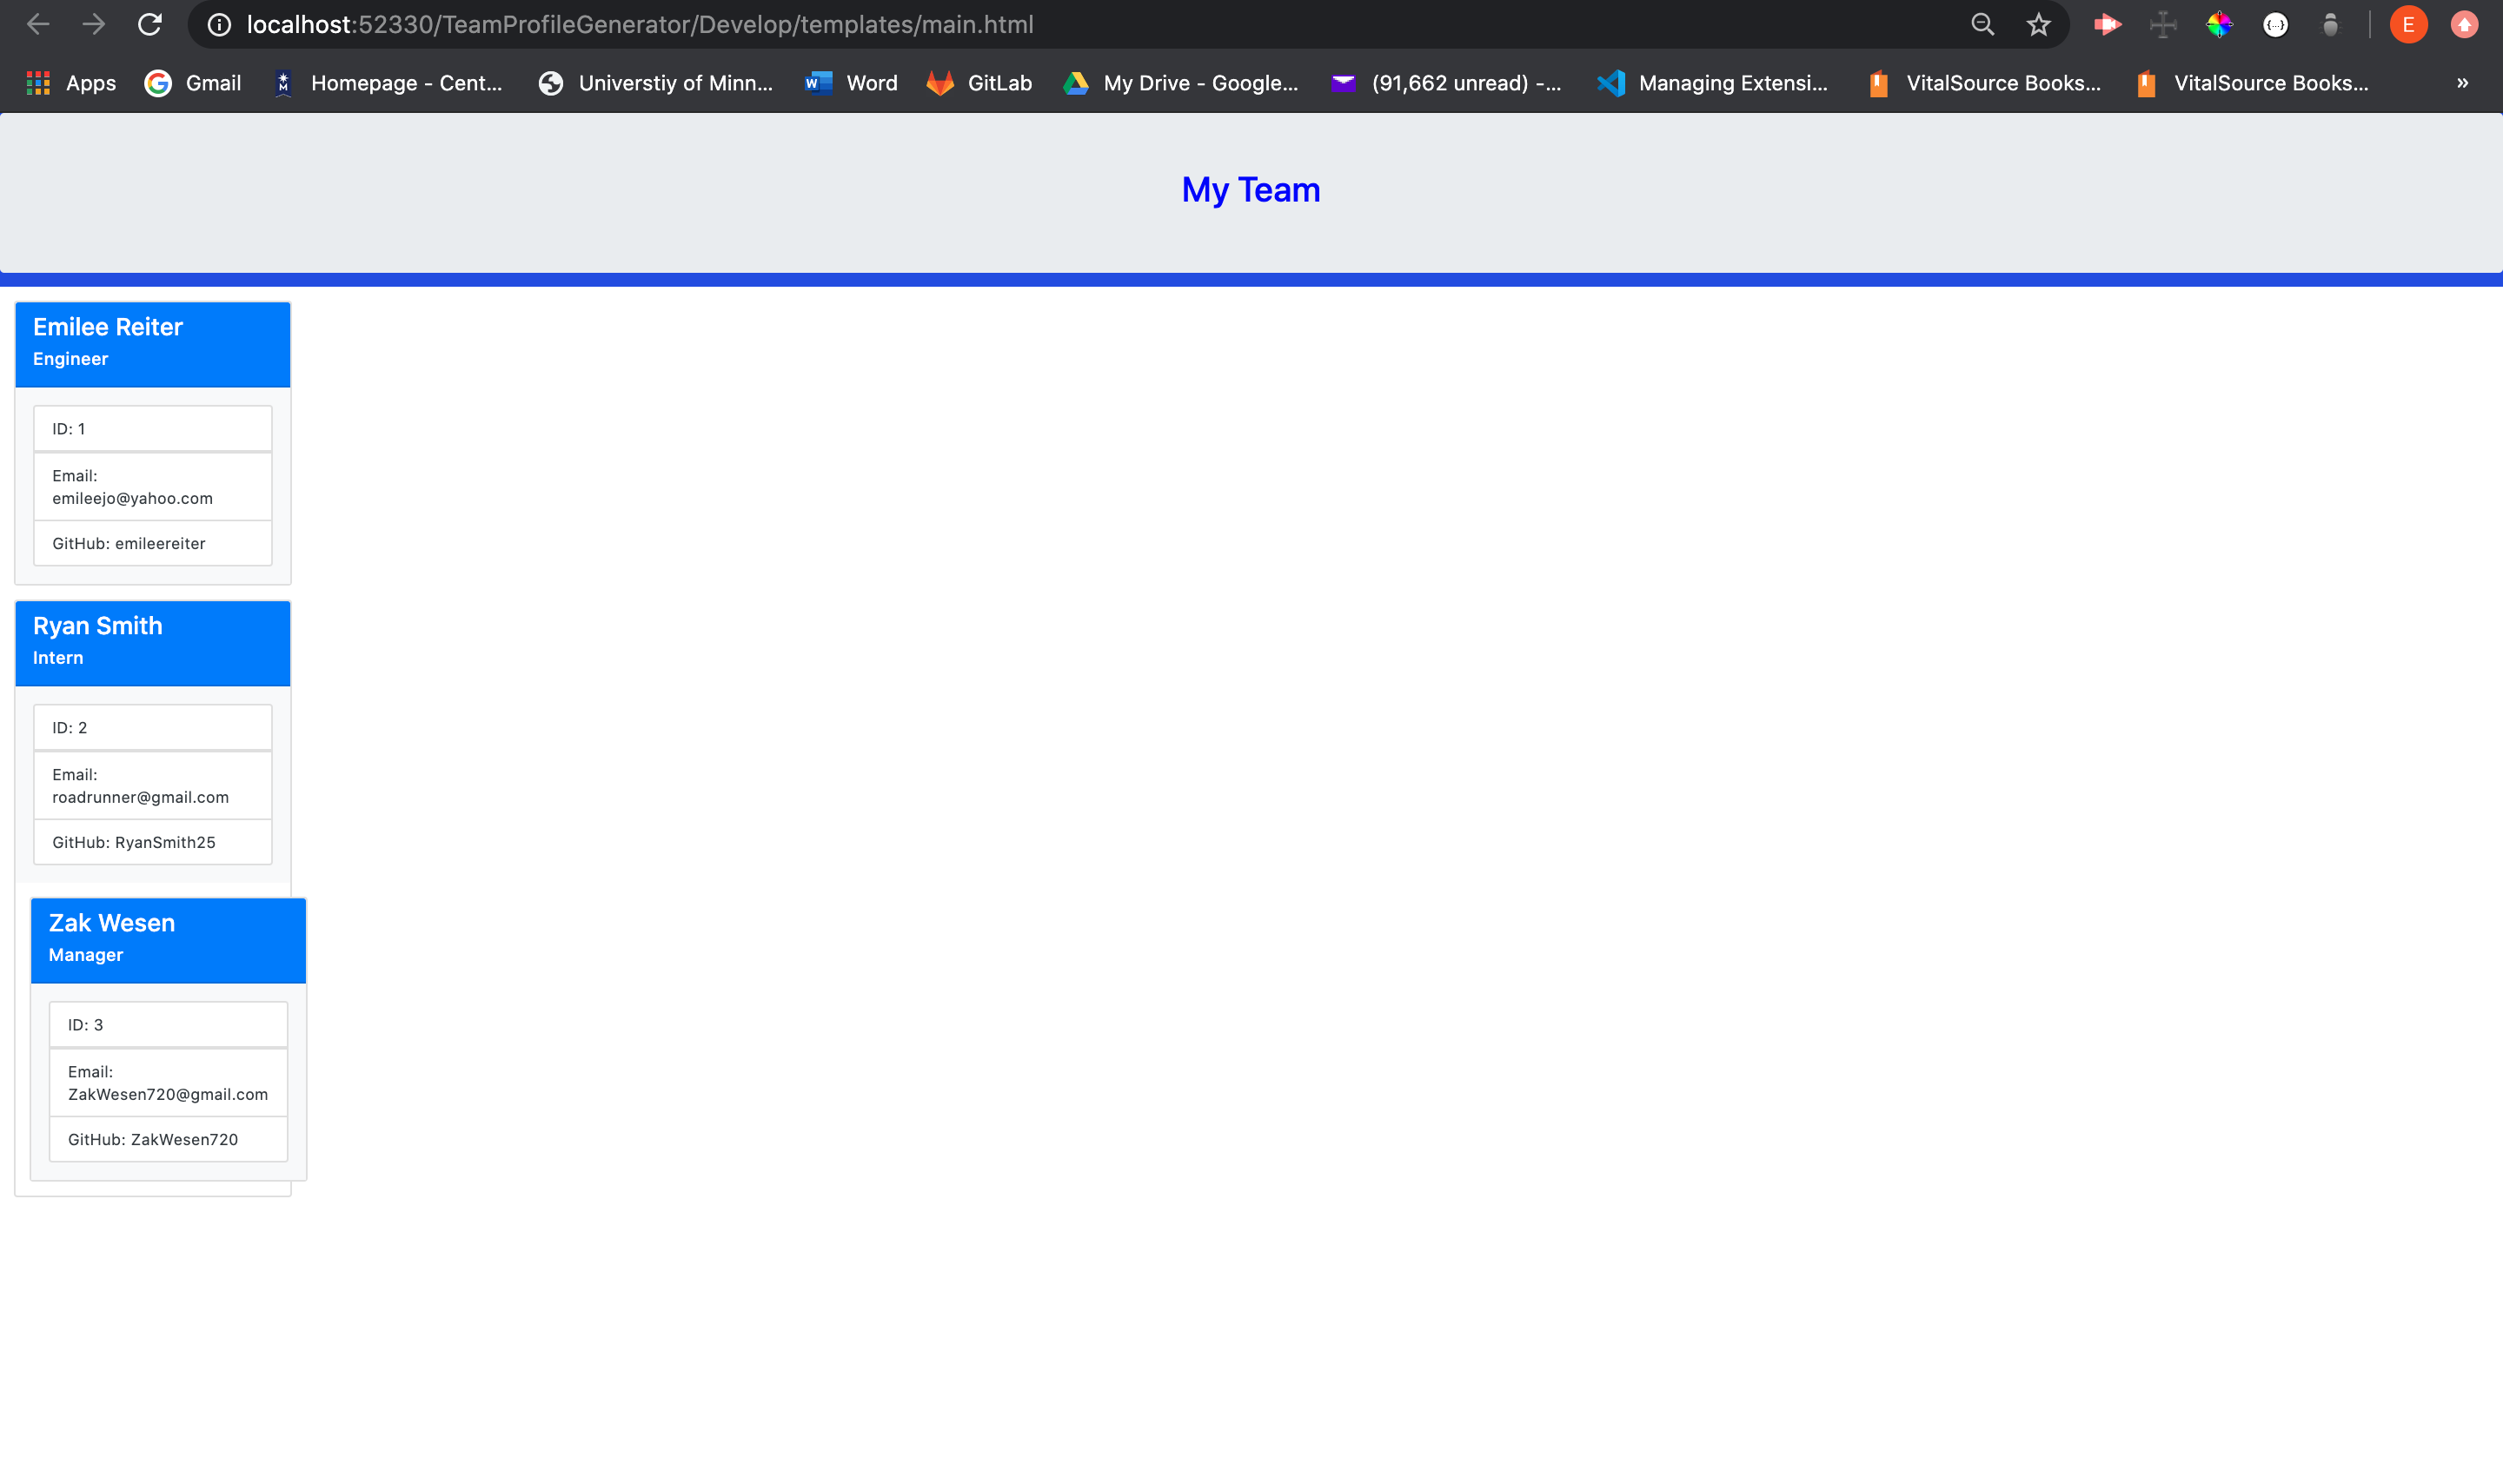 localhost:52330/TeamProfileGenerator/Develop/templates/main.html
E
Apps Gmail Homepage - Cent... Universtiy of Minn... Word GitLab My Drive - Google... (91,662 unread) -... Managing Extensi... VitalSource Books... VitalSource Books... »
My Team
Emilee Reiter
Engineer
ID: 1
Email:
emileejo@yahoo.com
GitHub: emileereiter
Ryan Smith
Intern
ID: 2
Email:
roadrunner@gmail.com
GitHub: RyanSmith25
Zak Wesen
Manager
ID: 3
Email:
ZakWesen720@gmail.com
GitHub: ZakWesen720